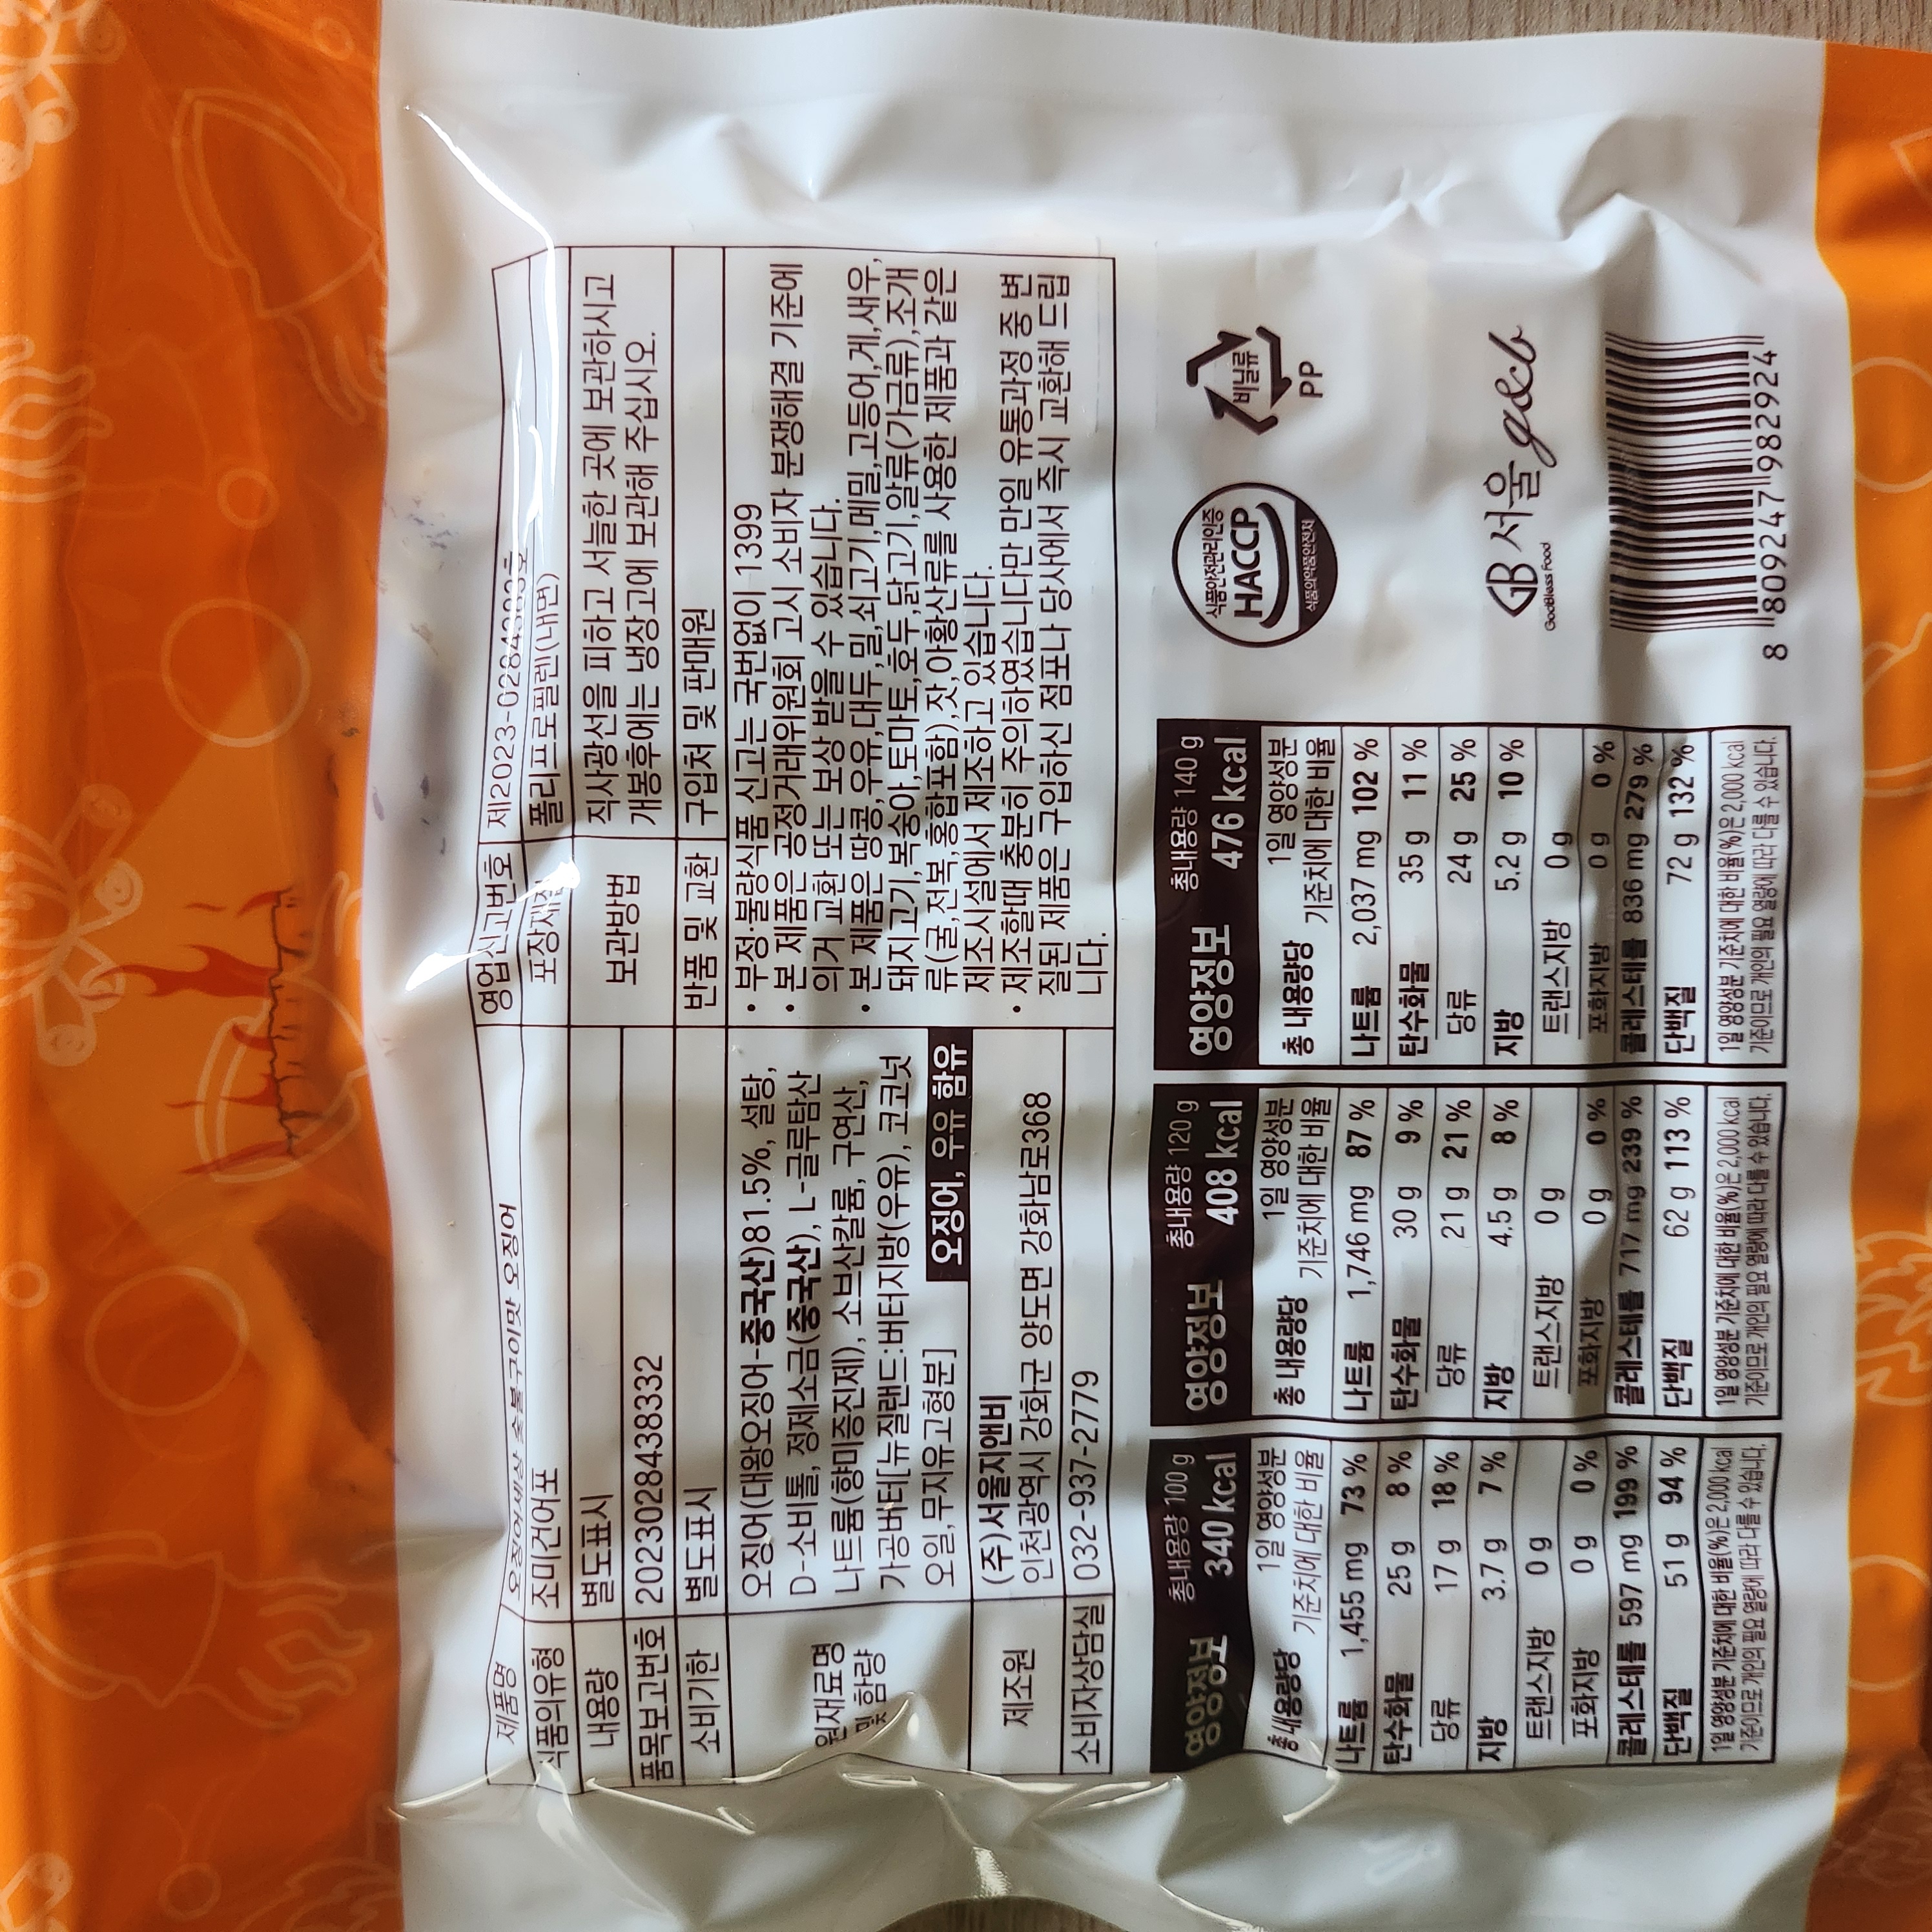 제품명 오징어세상 숯불구이맛 오징어
식품의유형 조미건어포
내용량 별도표시
품목보고번호 2023028438332
소비기한 별도표시
원재료명
및 함량
오징어(대왕오징어-중국산)81.5%, 설탕,
D-소비톨, 정제소금(중국산), L-글루탐산
나트륨(향미증진제), 소브산칼륨, 구연산,
가공버터[뉴질랜드:버터지방(우유), 코코넛
오일,무지유고형분]
오징어, 우유 함유
제조원
(주)서울지앤비
인천광역시 강화군 양도면 강화남로368
소비자상담실 032-937-2779
영업신고번호 제2023-0284
포장재질 폴리프로필렌(내면)
보관방법
직사광선을 피하고 서늘한 곳에 보관하시고
개봉후에는 냉장고에 보관해 주십시오.
반품 및 교환 구입처 및 판매원
• 부정·불량식품 신고는 국번없이 1399
• 본 제품은 공정거래위원회 고시 소비자 분쟁해결 기준에
의거 교환 또는 보상 받을 수 있습니다.
• 본 제품은 땅콩,우유,대두,밀,쇠고기,메밀,고등어,게,새우,
돼지고기,복숭아,토마토,호두,닭고기,알류(가금류),조개
류(굴,전복,홍합포함),잣,아황산류를 사용한 제품과 같은
제조시설에서 제조하고 있습니다.
• 제조할때 충분히 주의하였습니다만 만일 유통과정 중 변
질된 제품은 구입하신 점포나 당사에서 즉시 교환해 드립
니다.
영양정보
총내용량 100 g
340 kcal
총 내용량당
1일 영양성분
기준치에 대한 비율
나트륨 1,455 mg 73 %
탄수화물 25 g 8 %
당류 17 g 18 %
지방 3.7 g 7 %
트랜스지방 0 g
포화지방 0 g 0 %
콜레스테롤 597 mg 199 %
단백질 51 g 94 %
1일 영양성분 기준치에 대한 비율(%)은 2,000 kcal
기준이므로 개인의 필요 열량에 따라 다를 수 있습니다.
영양정보
총내용량 120 g
408 kcal
총 내용량당
1일 영양성분
기준치에 대한 비율
나트륨 1,746 mg 87 %
탄수화물 30 g 9 %
당류 21 g 21 %
지방 4.5 g 8 %
트랜스지방 0 g
포화지방 0 g 0 %
콜레스테롤 717 mg 239 %
단백질 62 g 113 %
1일 영양성분 기준치에 대한 비율(%)은 2,000 kcal
기준이므로 개인의 필요 열량에 따라 다를 수 있습니다.
영양정보
총내용량 140 g
476 kcal
총 내용량당
1일 영양성분
기준치에 대한 비율
나트륨 2,037 mg 102 %
탄수화물 35 g 11 %
당류 24 g 25 %
지방 5.2 g 10 %
트랜스지방 0 g
포화지방 0 g 0 %
콜레스테롤 836 mg 279 %
단백질 72 g 132 %
1일 영양성분 기준치에 대한 비율(%)은 2,000 kcal
기준이므로 개인의 필요 열량에 따라 다를 수 있습니다.
식품안전관리인증
HACCP
식품의약품안전처
비닐류
PP
GB 서울 g&b
GodBless Food
8 809247 982924